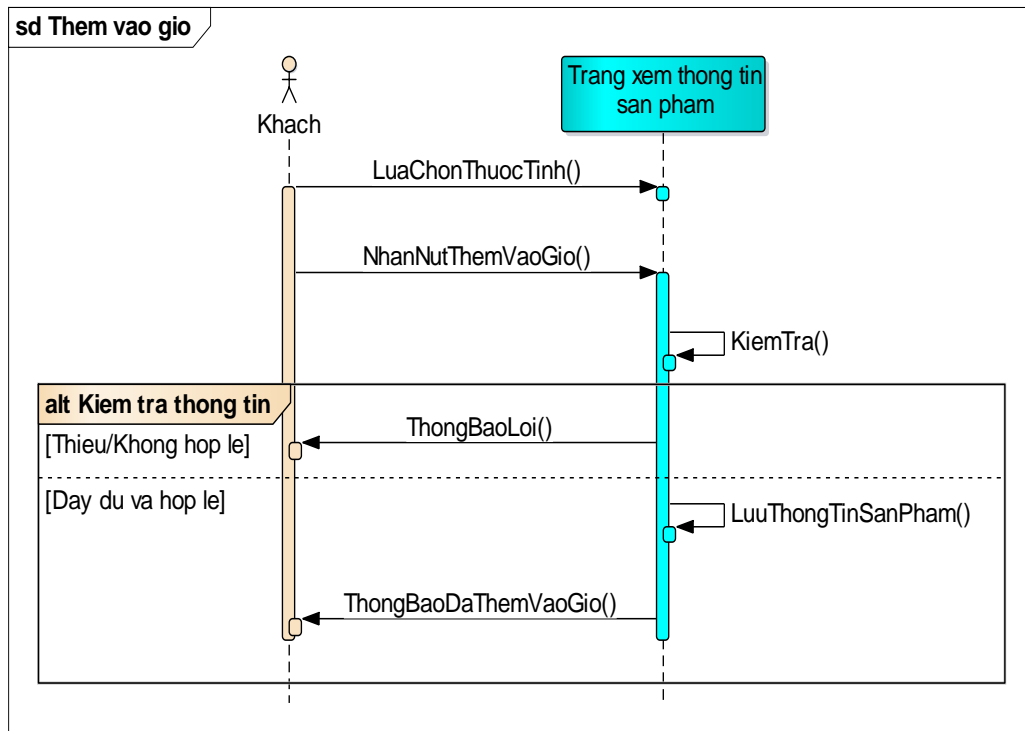 sd Them vao gio
Trang xem thong tin
san pham
Khach
LuaChonThuocTinh()
NhanNutThemVaoGio()
KiemTra()
alt Kiem tra thong tin
[Thieu/Khong hop le]
ThongBaoLoi()
[Day du va hop le]
LuuThongTinSanPham()
ThongBaoDaThemVaoGio()